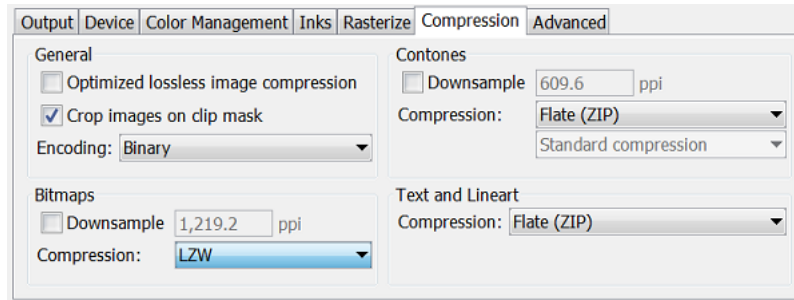 Output Device Color Management Inks Rasterize Compression Advanced
General
Optimized lossless image compression
Crop images on clip mask
Encoding: Binary
Contones
Downsample 609.6 ppi
Compression: Flate (ZIP)
Standard compression
Bitmaps
Downsample 1,219.2 ppi
Compression: LZW
Text and Lineart
Compression: Flate (ZIP)